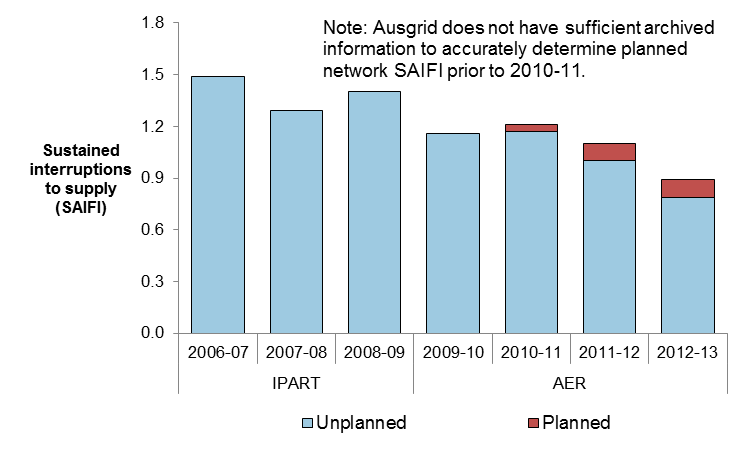 Note: Ausgrid does not have sufficient archived
information to accurately determine planned
network SAIFI prior to 2010-11.
Sustained
interruptions
to supply
(SAIFI)
1.8
1.5
1.2
0.9
0.6
0.3
0.0
2006-07 2007-08 2008-09 2009-10 2010-11 2011-12 2012-13
IPART AER
Unplanned Planned